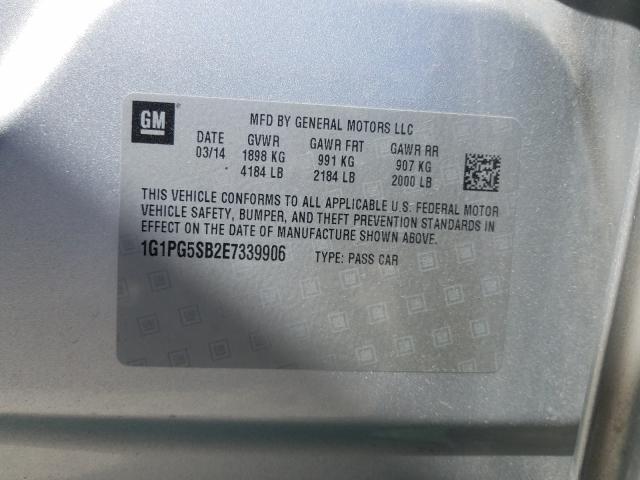 GM
MFD BY GENERAL MOTORS LLC
DATE GVWR GAWR FRT GAWR RR
03/14 1898 KG 991 KG 907 KG
4184 LB 2184 LB 2000 LB
THIS VEHICLE CONFORMS TO ALL APPLICABLE U.S. FEDERAL MOTOR
VEHICLE SAFETY, BUMPER, AND THEFT PREVENTION STANDARDS IN
EFFECT ON THE DATE OF MANUFACTURE SHOWN ABOVE.
1G1PG5SB2E7339906 TYPE: PASS CAR